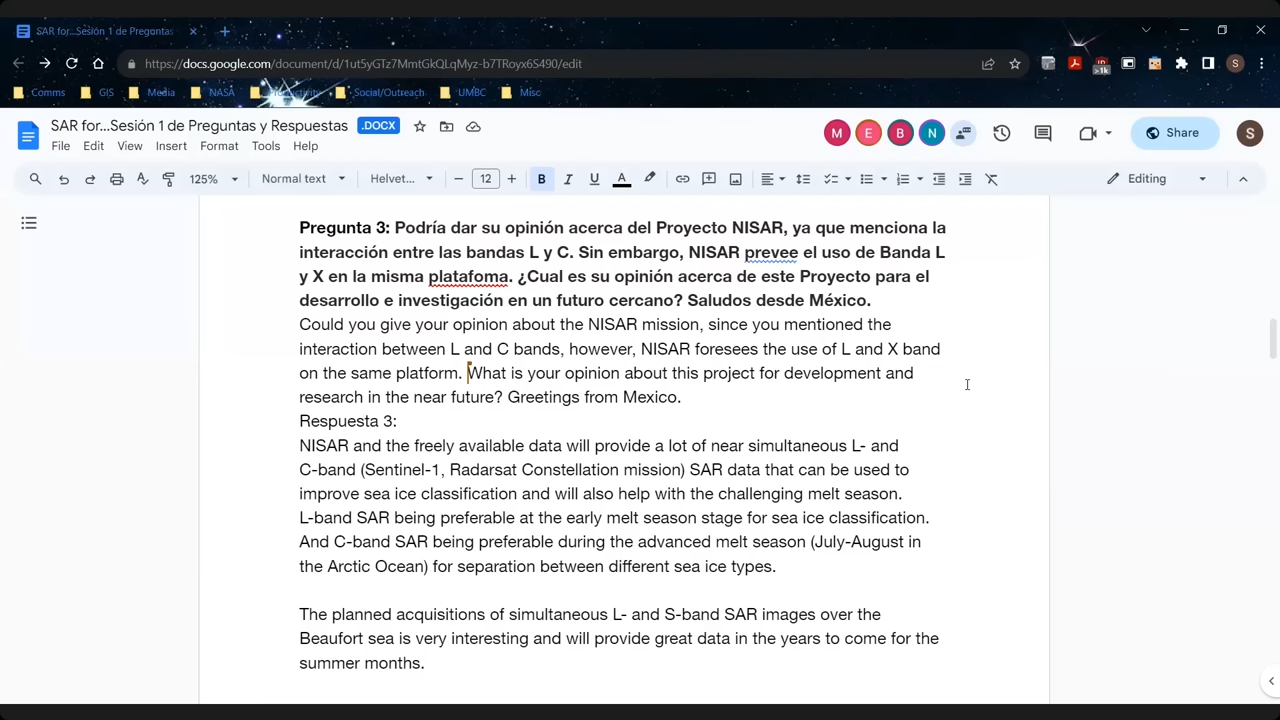 SAR for...Sesión 1 de Preguntas
https://docs.google.com/document/d/1ut5yGTz7MmtGkQLqMyz-b7TRoyx6S490/edit
>1k
S
Comms
GIS
Media
NASA
Social/Outreach
UMBC
Misc
SAR for...Sesión 1 de Preguntas y Respuestas
.DOCX
M
E
B
N
Share
S
File
Edit
View
Insert
Format
Tools
Help
125%
Normal text
Helvet...
12
B
I
U
A
Editing
Pregunta 3: Podría dar su opinión acerca del Proyecto NISAR, ya que menciona la
interacción entre las bandas L y C. Sin embargo, NISAR prevee el uso de Banda L
y X en la misma platafoma. ¿Cual es su opinión acerca de este Proyecto para el
desarrollo e investigación en un futuro cercano? Saludos desde México.
Could you give your opinion about the NISAR mission, since you mentioned the
interaction between L and C bands, however, NISAR foresees the use of L and X band
on the same platform. What is your opinion about this project for development and
research in the near future? Greetings from Mexico.
Respuesta 3:
NISAR and the freely available data will provide a lot of near simultaneous L- and
C-band (Sentinel-1, Radarsat Constellation mission) SAR data that can be used to
improve sea ice classification and will also help with the challenging melt season.
L-band SAR being preferable at the early melt season stage for sea ice classification.
And C-band SAR being preferable during the advanced melt season (July-August in
the Arctic Ocean) for separation between different sea ice types.
The planned acquisitions of simultaneous L- and S-band SAR images over the
Beaufort sea is very interesting and will provide great data in the years to come for the
summer months.